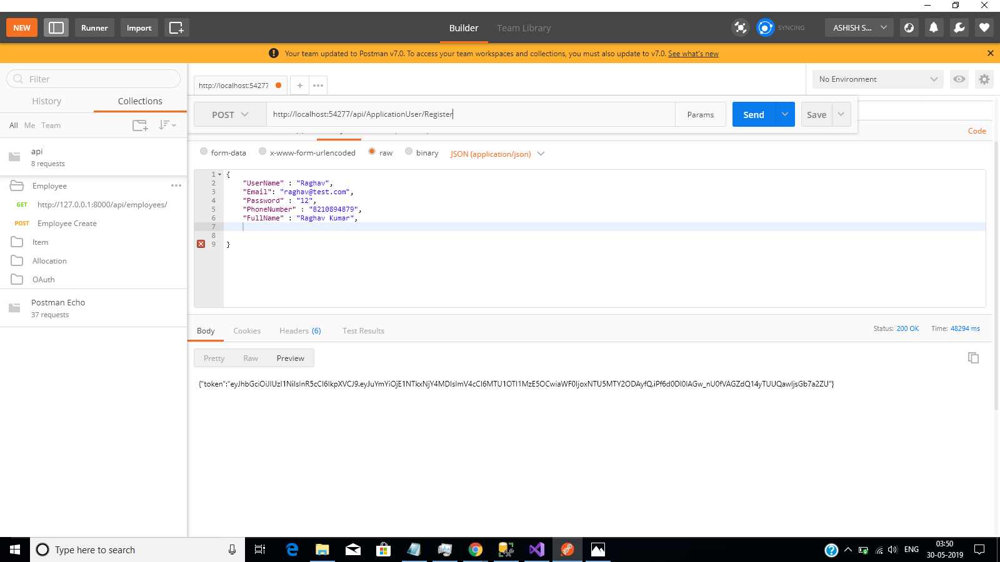 NEW
Runner
Import
Builder
Team Library
SYNCING
ASHISH S...
Your team updated to Postman v7.0. To access your team workspaces and collections, you must also update to v7.0. See what's new
Filter
History
Collections
All Me Team
api
8 requests
Employee
GET http://127.0.0.1:8000/api/employees/
POST Employee Create
Item
Allocation
OAuth
Postman Echo
37 requests
http://localhost:54277
No Environment
POST
http://localhost:54277/api/ApplicationUser/Register
Params
Send
Save
Code
form-data
x-www-form-urlencoded
raw
binary
JSON (application/json)
1 {
2 "UserName" : "Raghav",
3 "Email": "raghav@test.com",
4 "Password" : "12",
5 "PhoneNumber" : "8210894879",
6 "FullName" : "Raghav Kumar",
7
8
9 }
Body
Cookies
Headers (6)
Test Results
Status: 200 OK
Time: 48294 ms
Pretty
Raw
Preview
{"token":
Type here to search
ENG
03:50
30-05-2019